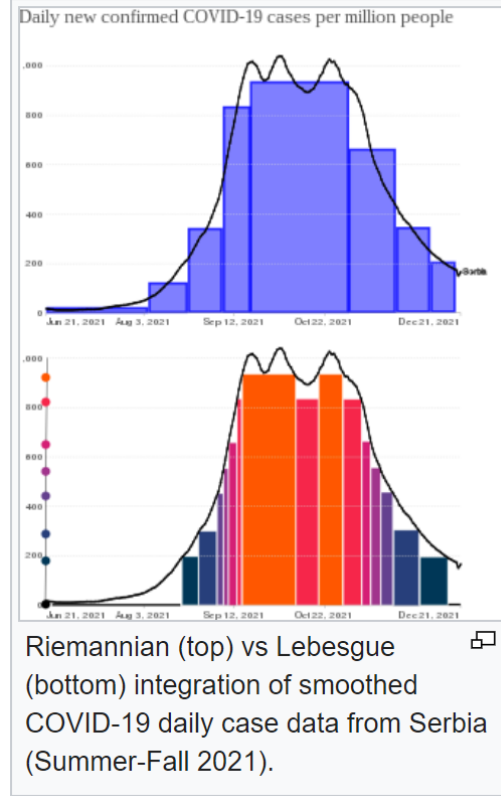 Daily new confirmed COVID-19 cases per million people
,000
800
600
400
200
0
Serbia
Jun 21, 2021 Aug 3, 2021 Sep 12, 2021 Oct 22, 2021 Dec 21, 2021
,000
800
600
400
200
0
Jun 21, 2021 Aug 3, 2021 Sep 12, 2021 Oct 22, 2021 Dec 21, 2021
Riemannian (top) vs Lebesgue
(bottom) integration of smoothed
COVID-19 daily case data from Serbia
(Summer-Fall 2021).